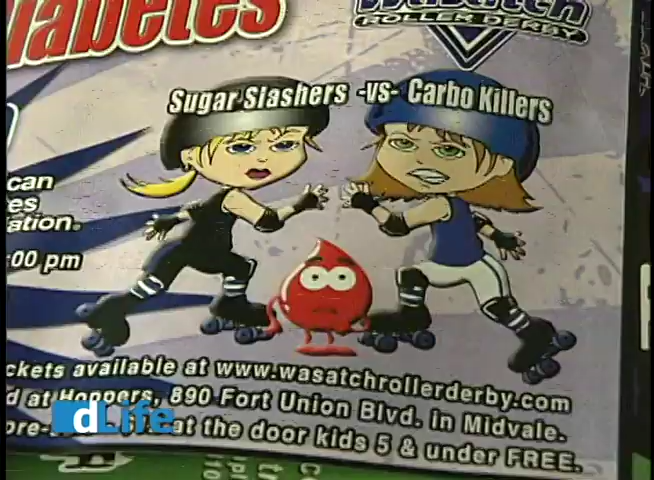 Diabetes
Wasatch
ROLLER DERBY
Sugar Slashers -vs- Carbo Killers
can
es
ation.
:00 pm
ckets available at www.wasatchrollerderby.com
d at Hoppers, 890 Fort Union Blvd. in Midvale.
at the door kids 5 & under FREE.
dLife